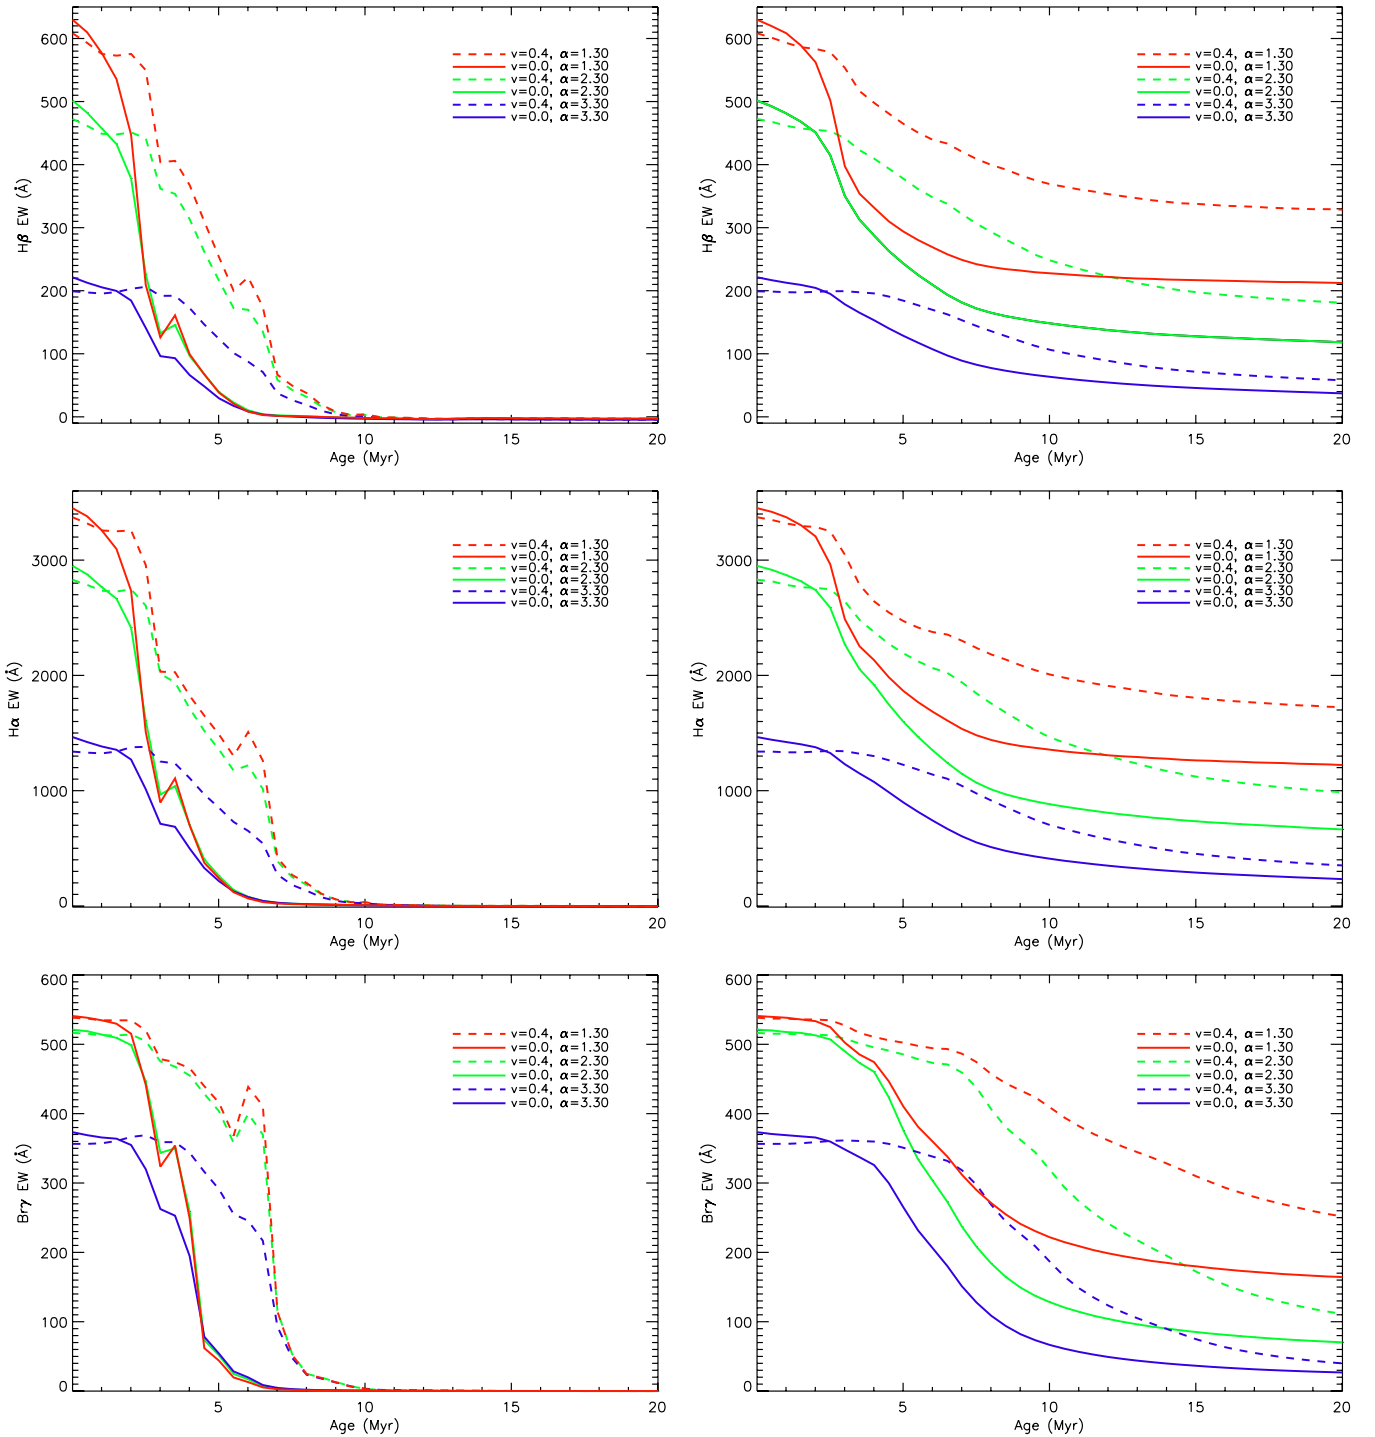 600
500
400
300
200
100
0
Hβ EW (Å)
v=0.4, α=1.30
v=0.0, α=1.30
v=0.4, α=2.30
v=0.0, α=2.30
v=0.4, α=3.30
v=0.0, α=3.30
5 10 15 20
Age (Myr)
600
500
400
300
200
100
0
Hβ EW (Å)
v=0.4, α=1.30
v=0.0, α=1.30
v=0.4, α=2.30
v=0.0, α=2.30
v=0.4, α=3.30
v=0.0, α=3.30
5 10 15 20
Age (Myr)
3000
2000
1000
0
Hα EW (Å)
v=0.4, α=1.30
v=0.0, α=1.30
v=0.4, α=2.30
v=0.0, α=2.30
v=0.4, α=3.30
v=0.0, α=3.30
5 10 15 20
Age (Myr)
3000
2000
1000
0
Hα EW (Å)
v=0.4, α=1.30
v=0.0, α=1.30
v=0.4, α=2.30
v=0.0, α=2.30
v=0.4, α=3.30
v=0.0, α=3.30
5 10 15 20
Age (Myr)
600
500
400
300
200
100
0
Brγ EW (Å)
v=0.4, α=1.30
v=0.0, α=1.30
v=0.4, α=2.30
v=0.0, α=2.30
v=0.4, α=3.30
v=0.0, α=3.30
5 10 15 20
Age (Myr)
600
500
400
300
200
100
0
Brγ EW (Å)
v=0.4, α=1.30
v=0.0, α=1.30
v=0.4, α=2.30
v=0.0, α=2.30
v=0.4, α=3.30
v=0.0, α=3.30
5 10 15 20
Age (Myr)